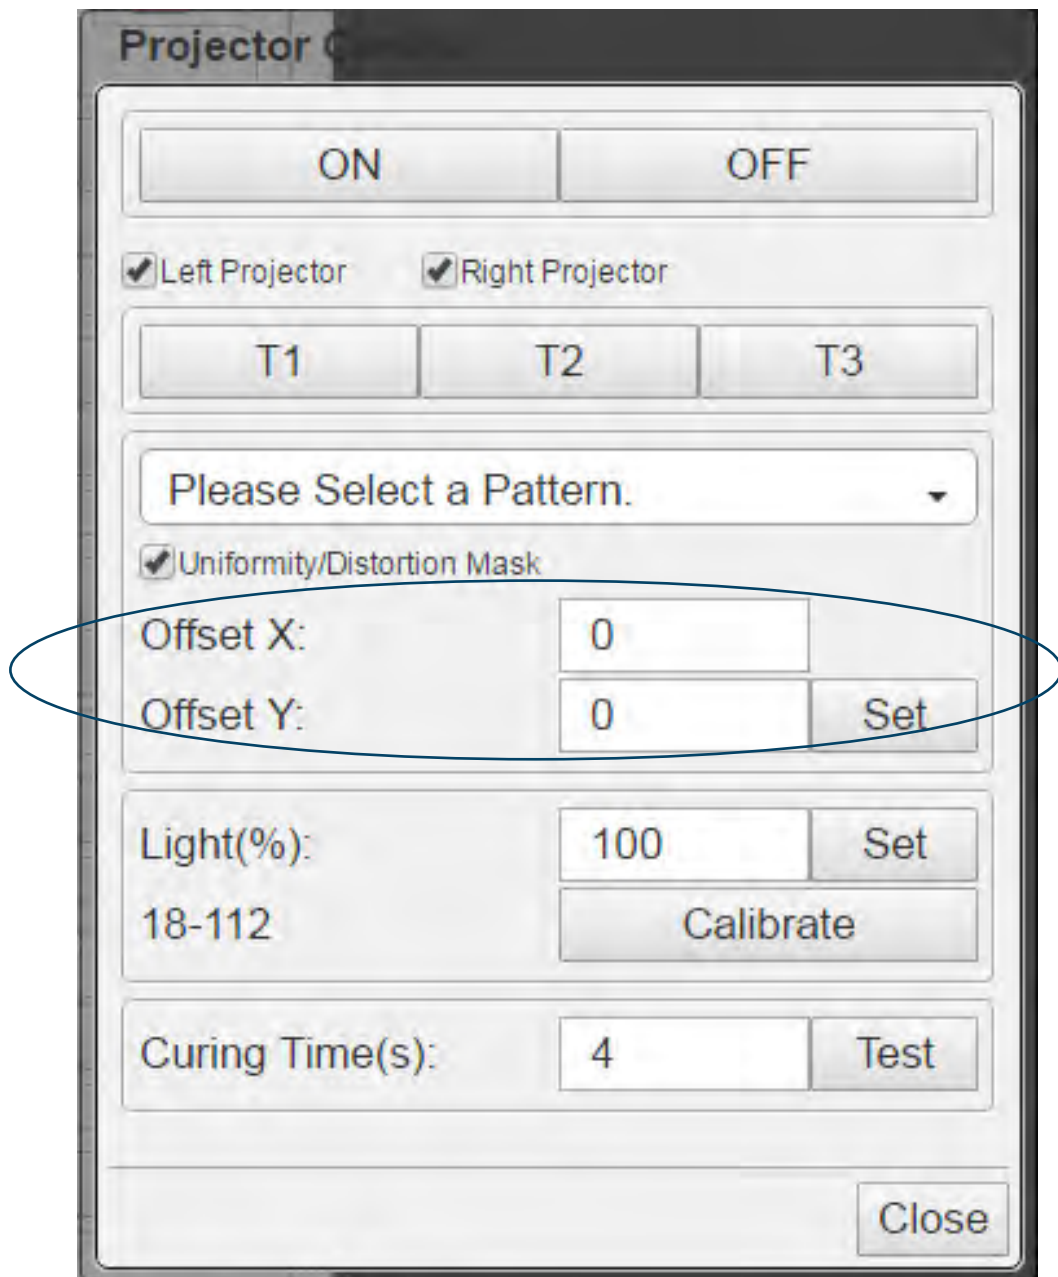 Projector
ON OFF
Left Projector Right Projector
T1 T2 T3
Please Select a Pattern.
Uniformity/Distortion Mask
Offset X: 0
Offset Y: 0 Set
Light(%): 100 Set
18-112 Calibrate
Curing Time(s): 4 Test
Close